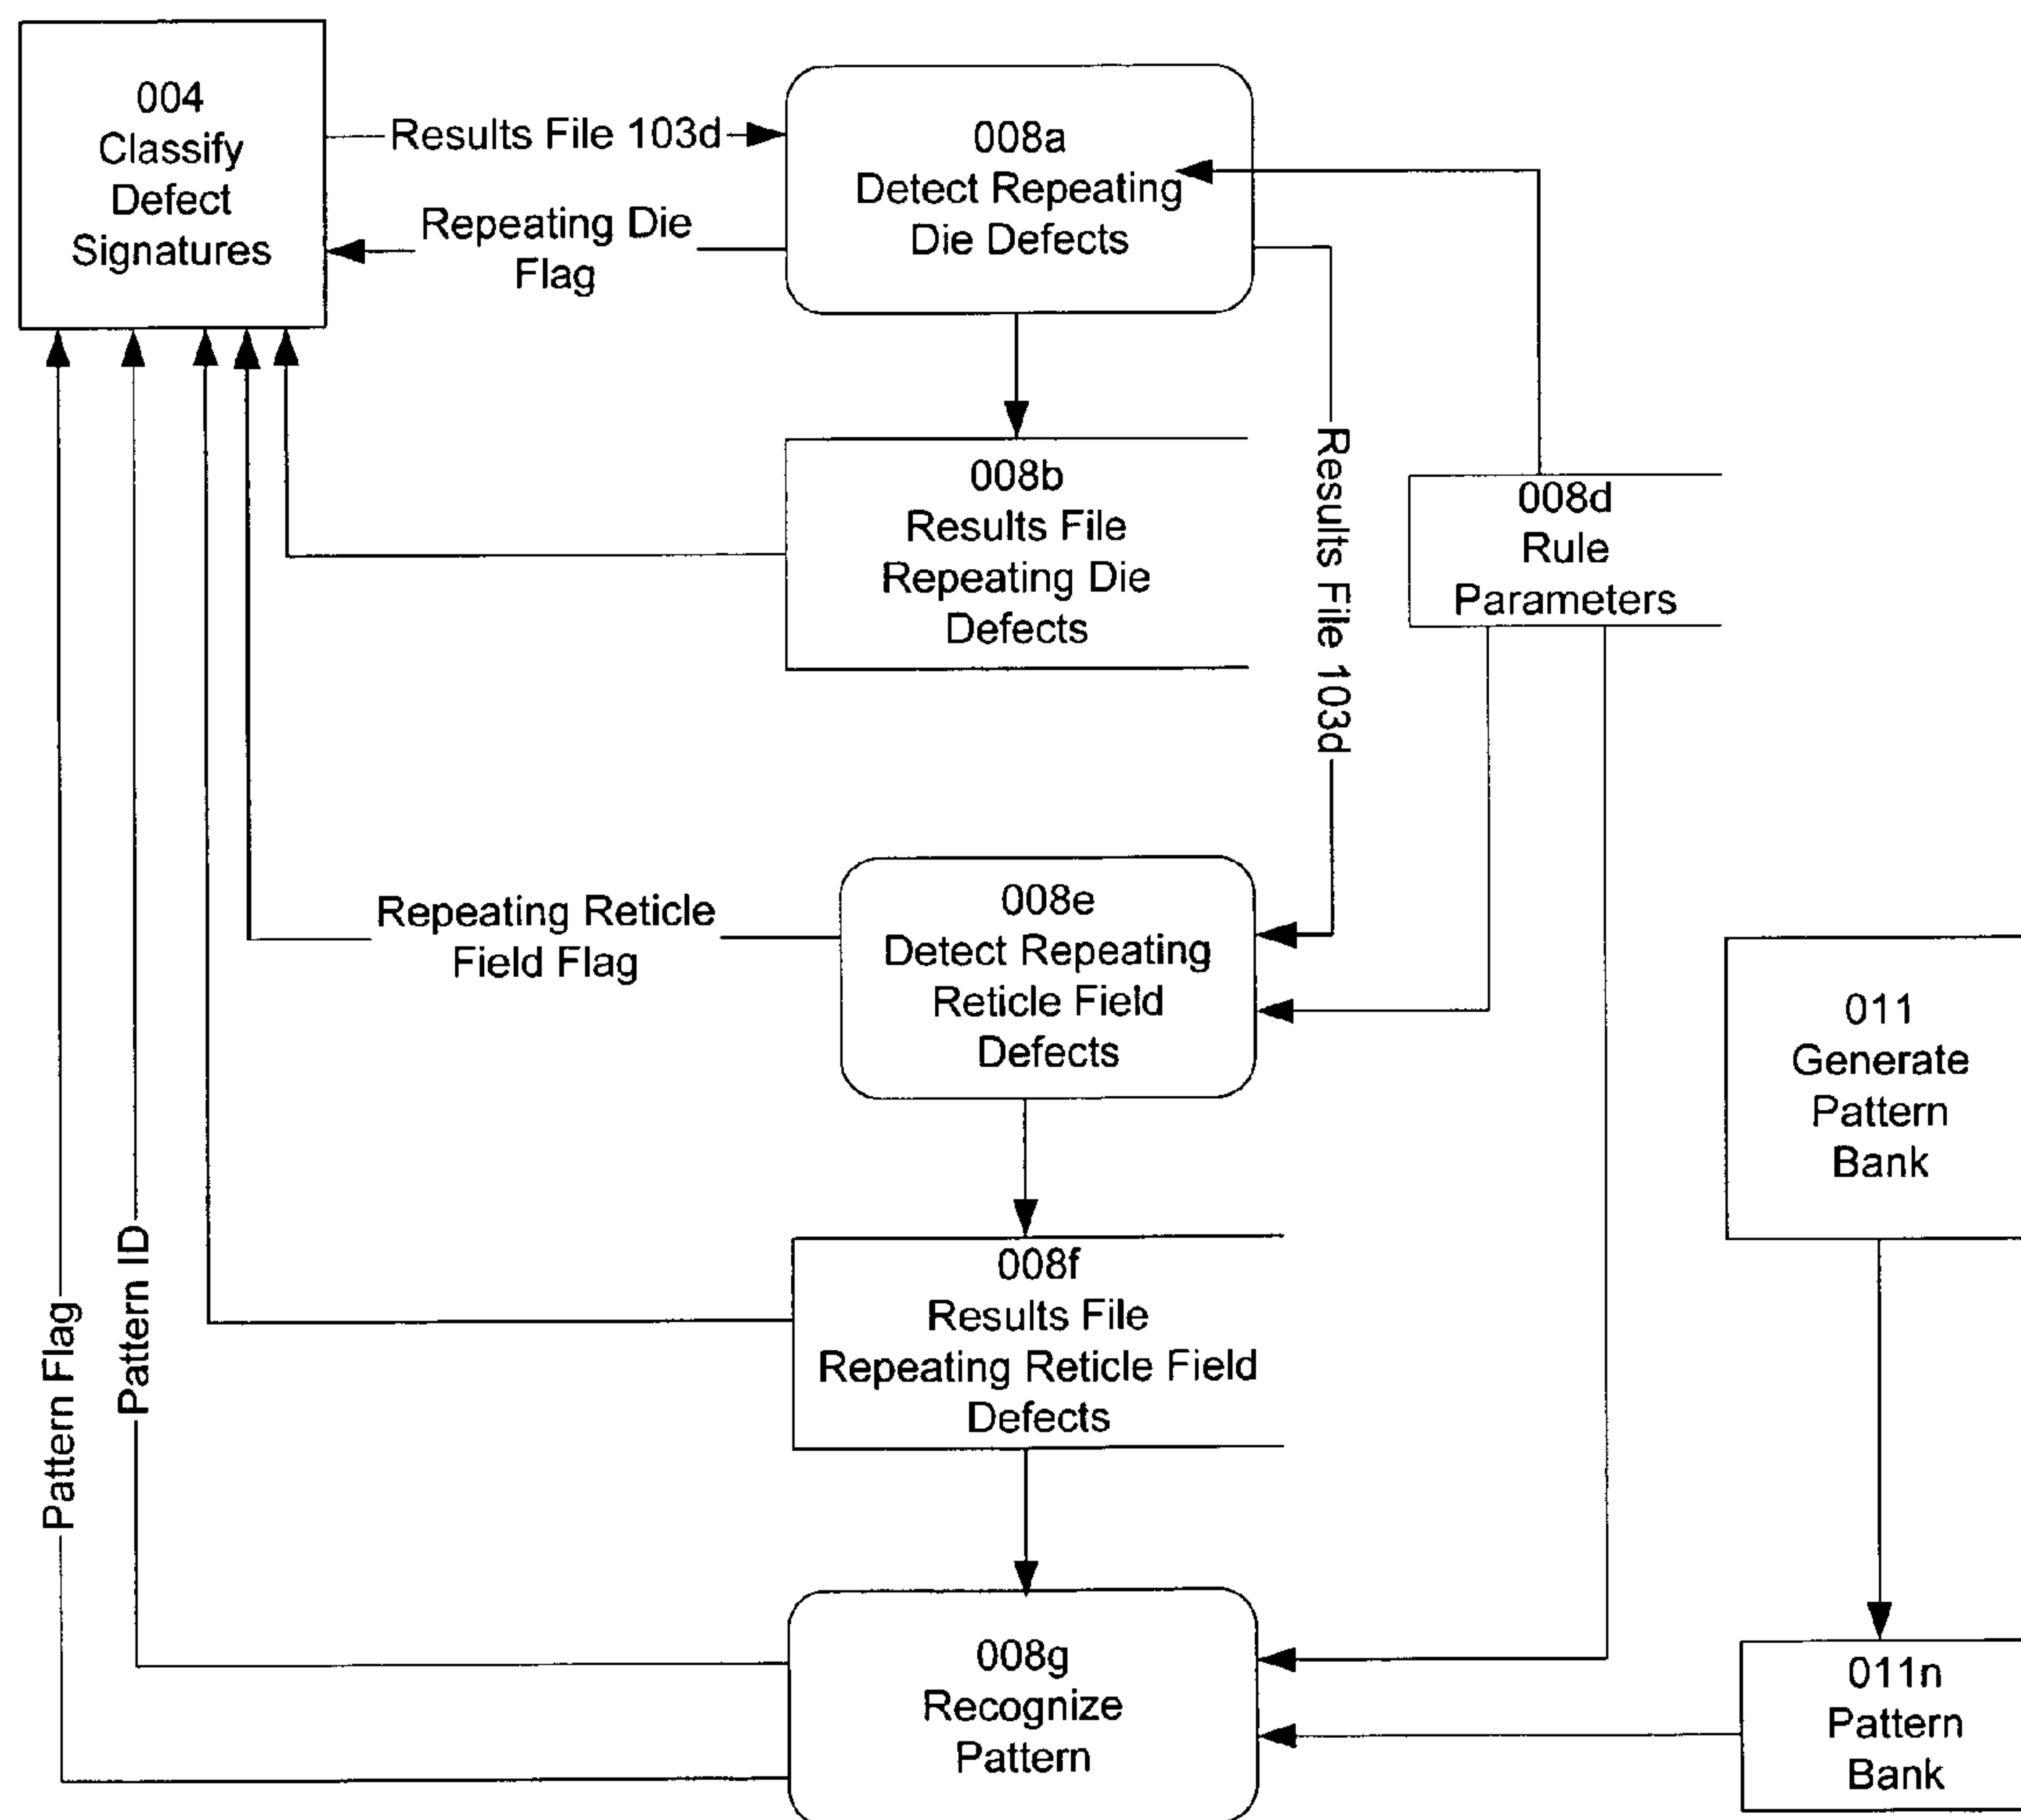 004
Classify
Defect
Signatures
Results File 103d
Repeating Die
Flag
008a
Detect Repeating
Die Defects
008b
Results File
Repeating Die
Defects
Results File 103d
008d
Rule
Parameters
Repeating Reticle
Field Flag
008e
Detect Repeating
Reticle Field
Defects
011
Generate
Pattern
Bank
Pattern Flag
Pattern ID
008f
Results File
Repeating Reticle Field
Defects
008g
Recognize
Pattern
011n
Pattern
Bank